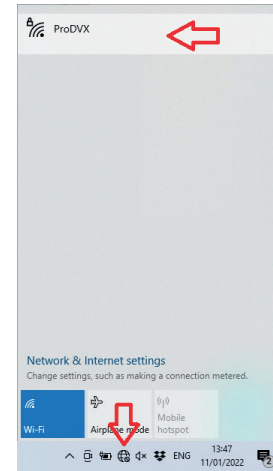 ProDVX
Network & Internet settings
Change settings, such as making a connection metered.
Wi-Fi
Airplane mode
Mobile
hotspot
ENG
13:47
11/01/2022